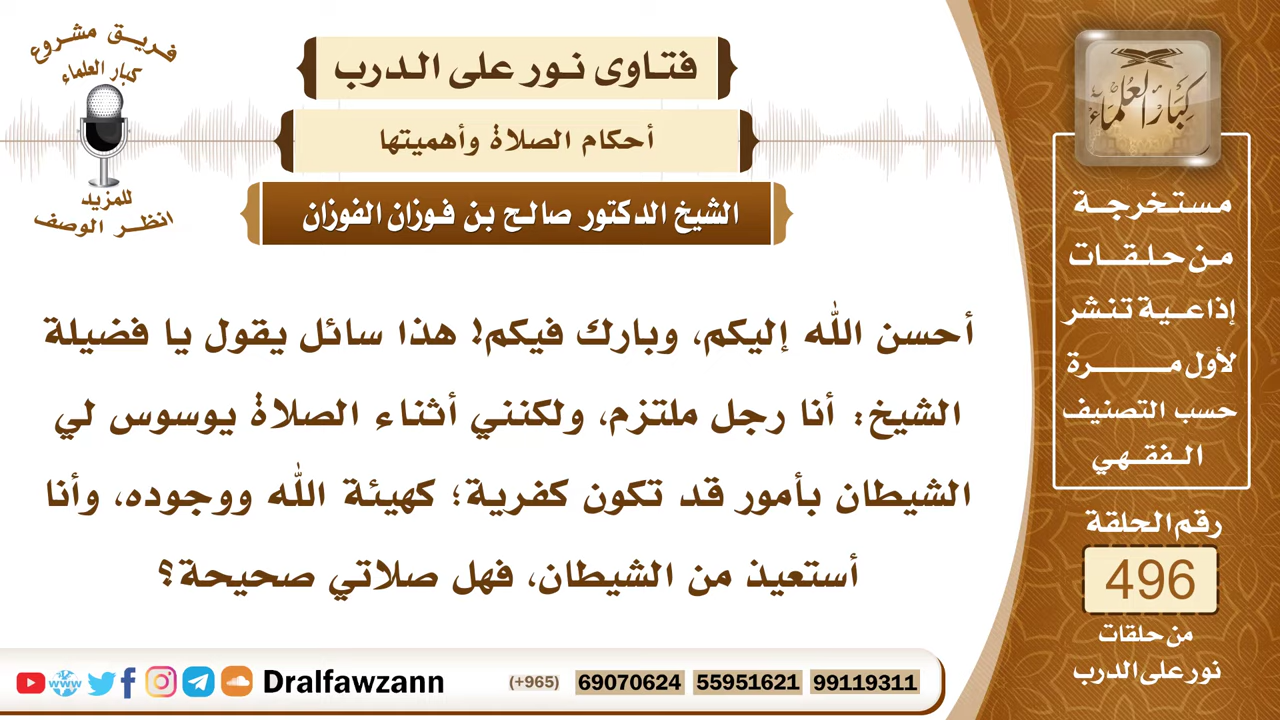 فريق مشروع
كبار العلماء
للمزيد
انظر الوصف
فتاوى نور على الدرب
أحكام الصلاة وأهميتها
الشيخ الدكتور صالح بن فوزان الفوزان
أحسن الله إليكم، وبارك فيكم! هذا سائل يقول يا فضيلة
الشيخ: أنا رجل ملتزم، ولكنني أثناء الصلاة يوسوس لي
الشيطان بأمور قد تكون كفرية؛ كهيئة الله ووجوده، وأنا
أستعيذ من الشيطان، فهل صلاتي صحيحة؟
كبار العلماء
مستخرجة
من حلقات
إذاعية تنشر
لأول مرة
حسب التصنيف
الفقهي
رقم الحلقة
496
من حلقات
نور على الدرب
www
Dralfawzann
(+965) 69070624 55951621 99119311